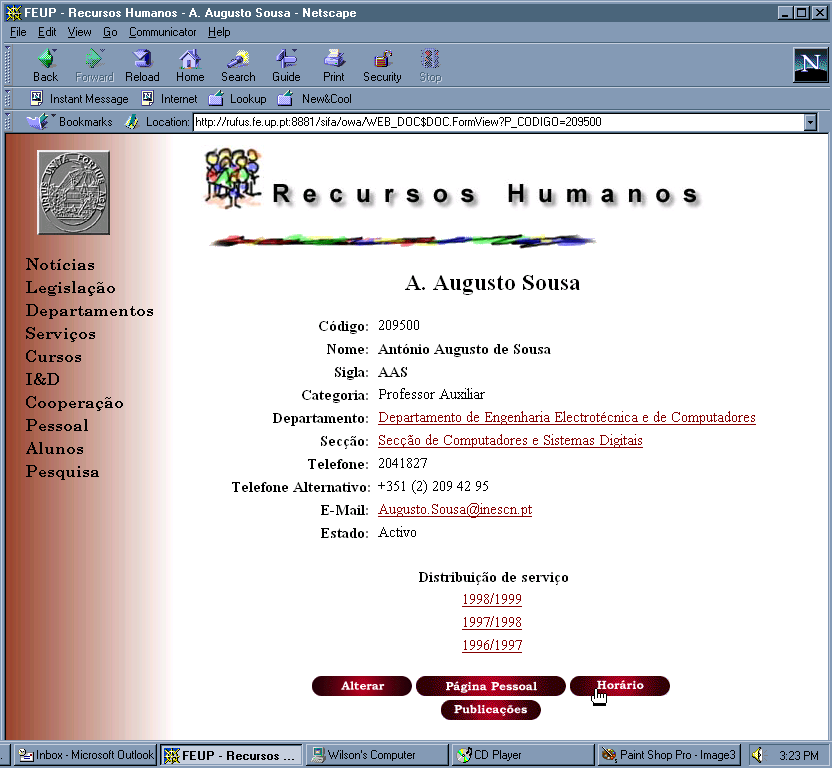 FEUP - Recursos Humanos - A. Augusto Sousa - Netscape
File Edit View Go Communicator Help
Back Forward Reload Home Search Guide Print Security Stop
N
Instant Message Internet Lookup New&Cool
Bookmarks Location: http://rufus.fe.up.pt:8881/sifa/owa/WEB_DOC$DOC.FormView?P_CODIGO=209500
Recursos Humanos
Notícias
Legislação
Departamentos
Serviços
Cursos
I&D
Cooperação
Pessoal
Alunos
Pesquisa
A. Augusto Sousa
Código: 209500
Nome: António Augusto de Sousa
Sigla: AAS
Categoria: Professor Auxiliar
Departamento: Departamento de Engenharia Electrotécnica e de Computadores
Secção: Secção de Computadores e Sistemas Digitais
Telefone: 2041827
Telefone Alternativo: +351 (2) 209 42 95
E-Mail: Augusto.Sousa@inescn.pt
Estado: Activo
Distribuição de serviço
1998/1999
1997/1998
1996/1997
Alterar Página Pessoal Horário
Publicações
Inbox - Microsoft Outlook FEUP - Recursos ... Wilson's Computer CD Player Paint Shop Pro - Image3 3:23 PM